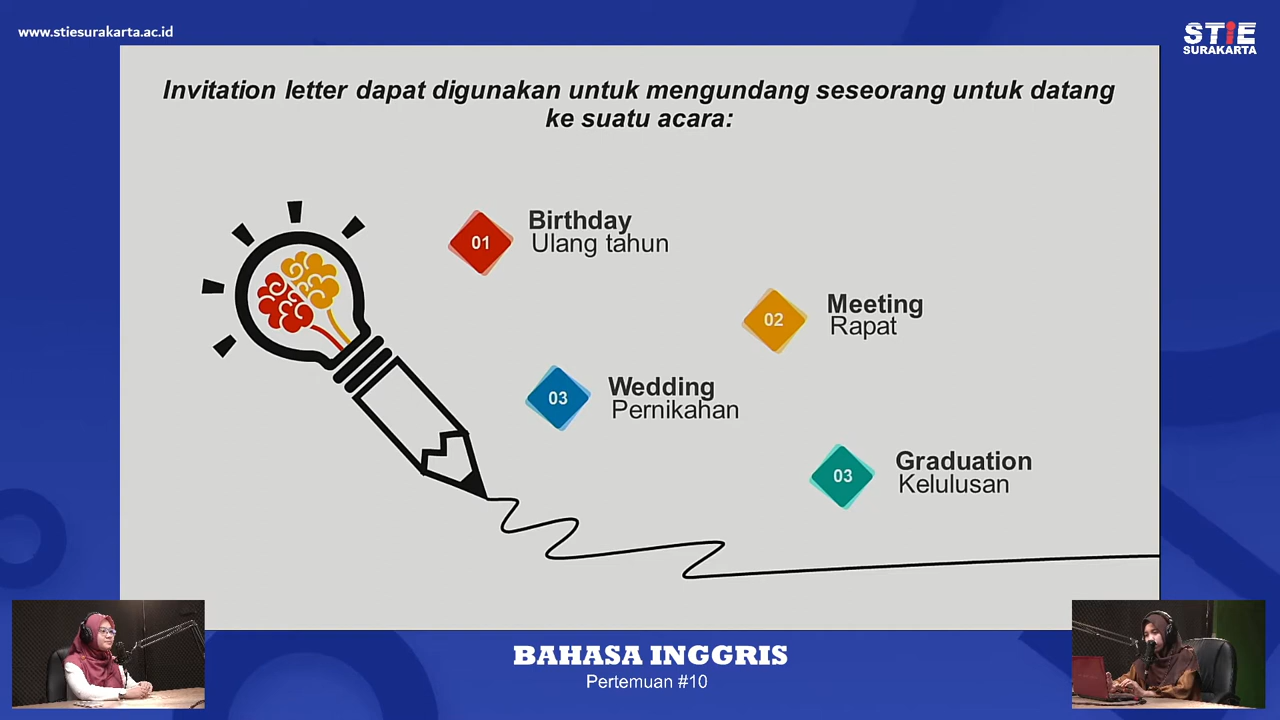 www.stiesurakarta.ac.id
STIE
SURAKARTA
Invitation letter dapat digunakan untuk mengundang seseorang untuk datang
ke suatu acara:
01
Birthday
Ulang tahun
02
Meeting
Rapat
03
Wedding
Pernikahan
03
Graduation
Kelulusan
BAHASA INGGRIS
Pertemuan #10